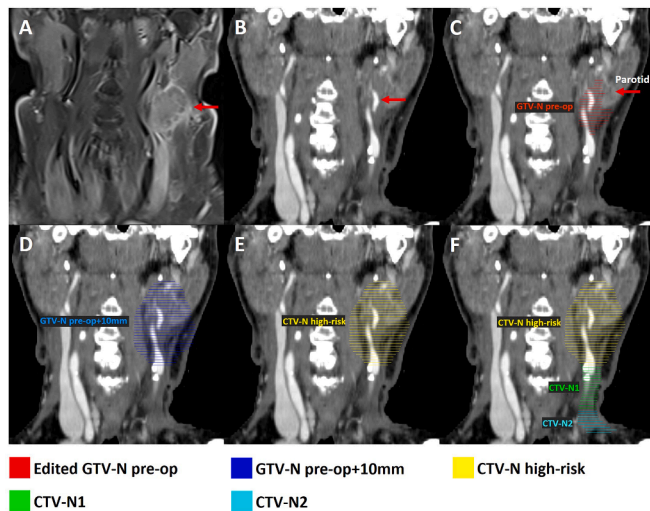 A
B
C
Parotid
GTV-N pre-op
D
E
F
GTV-N pre-op+10mm
CTV-N high-risk
CTV-N high-risk
CTV-N1
CTV-N2
Edited GTV-N pre-op
GTV-N pre-op+10mm
CTV-N high-risk
CTV-N1
CTV-N2